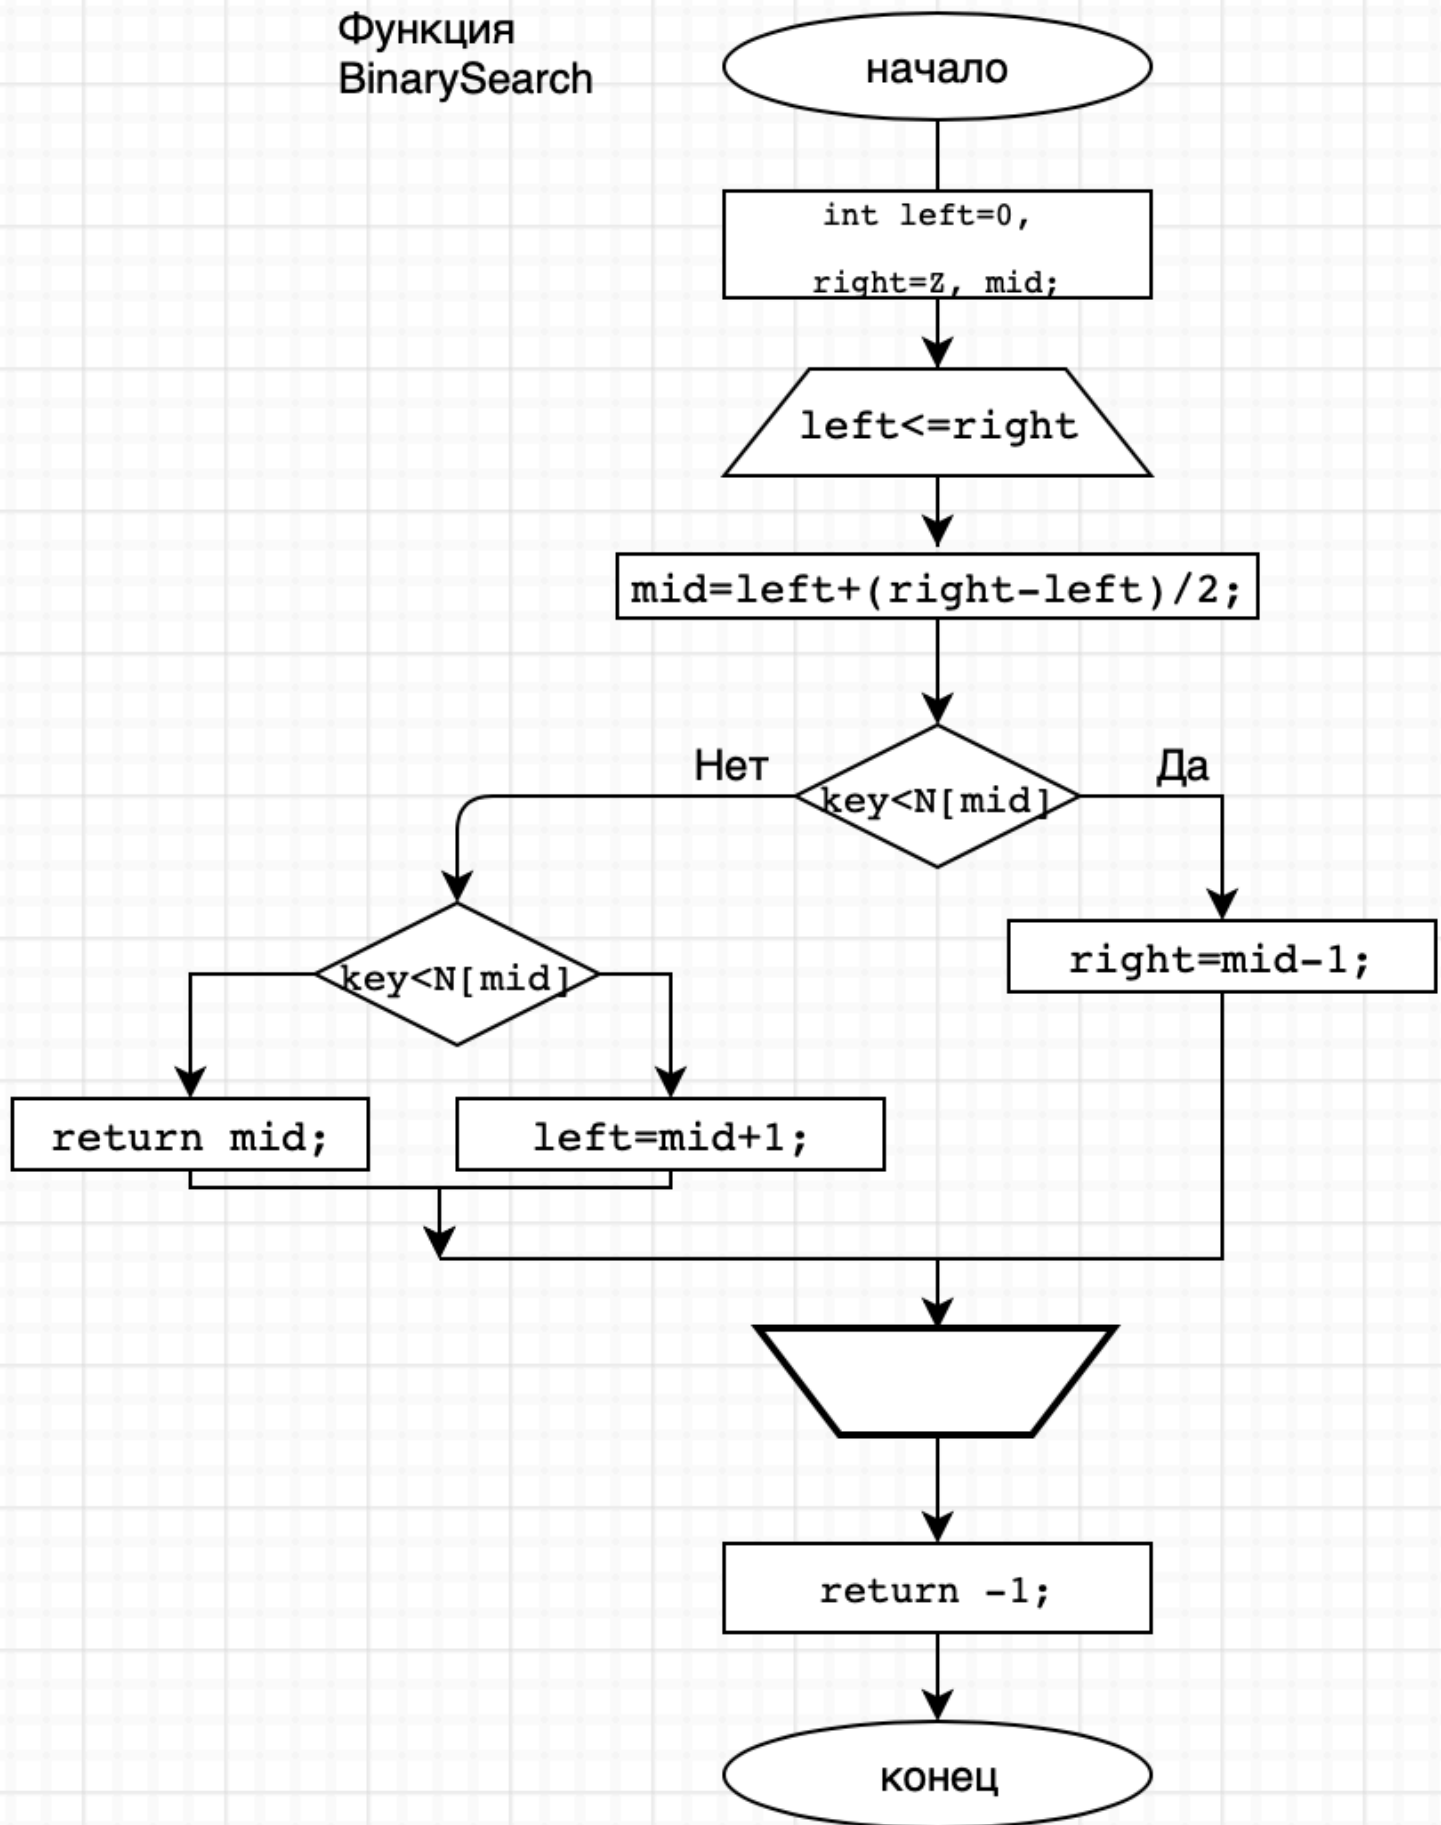 Функция
BinarySearch
начало
int left=0,
right=Z, mid;
left<=right
mid=left+(right-left)/2;
Нет
Да
key<N[mid]
key<N[mid]
right=mid-1;
return mid;
left=mid+1;
return -1;
конец